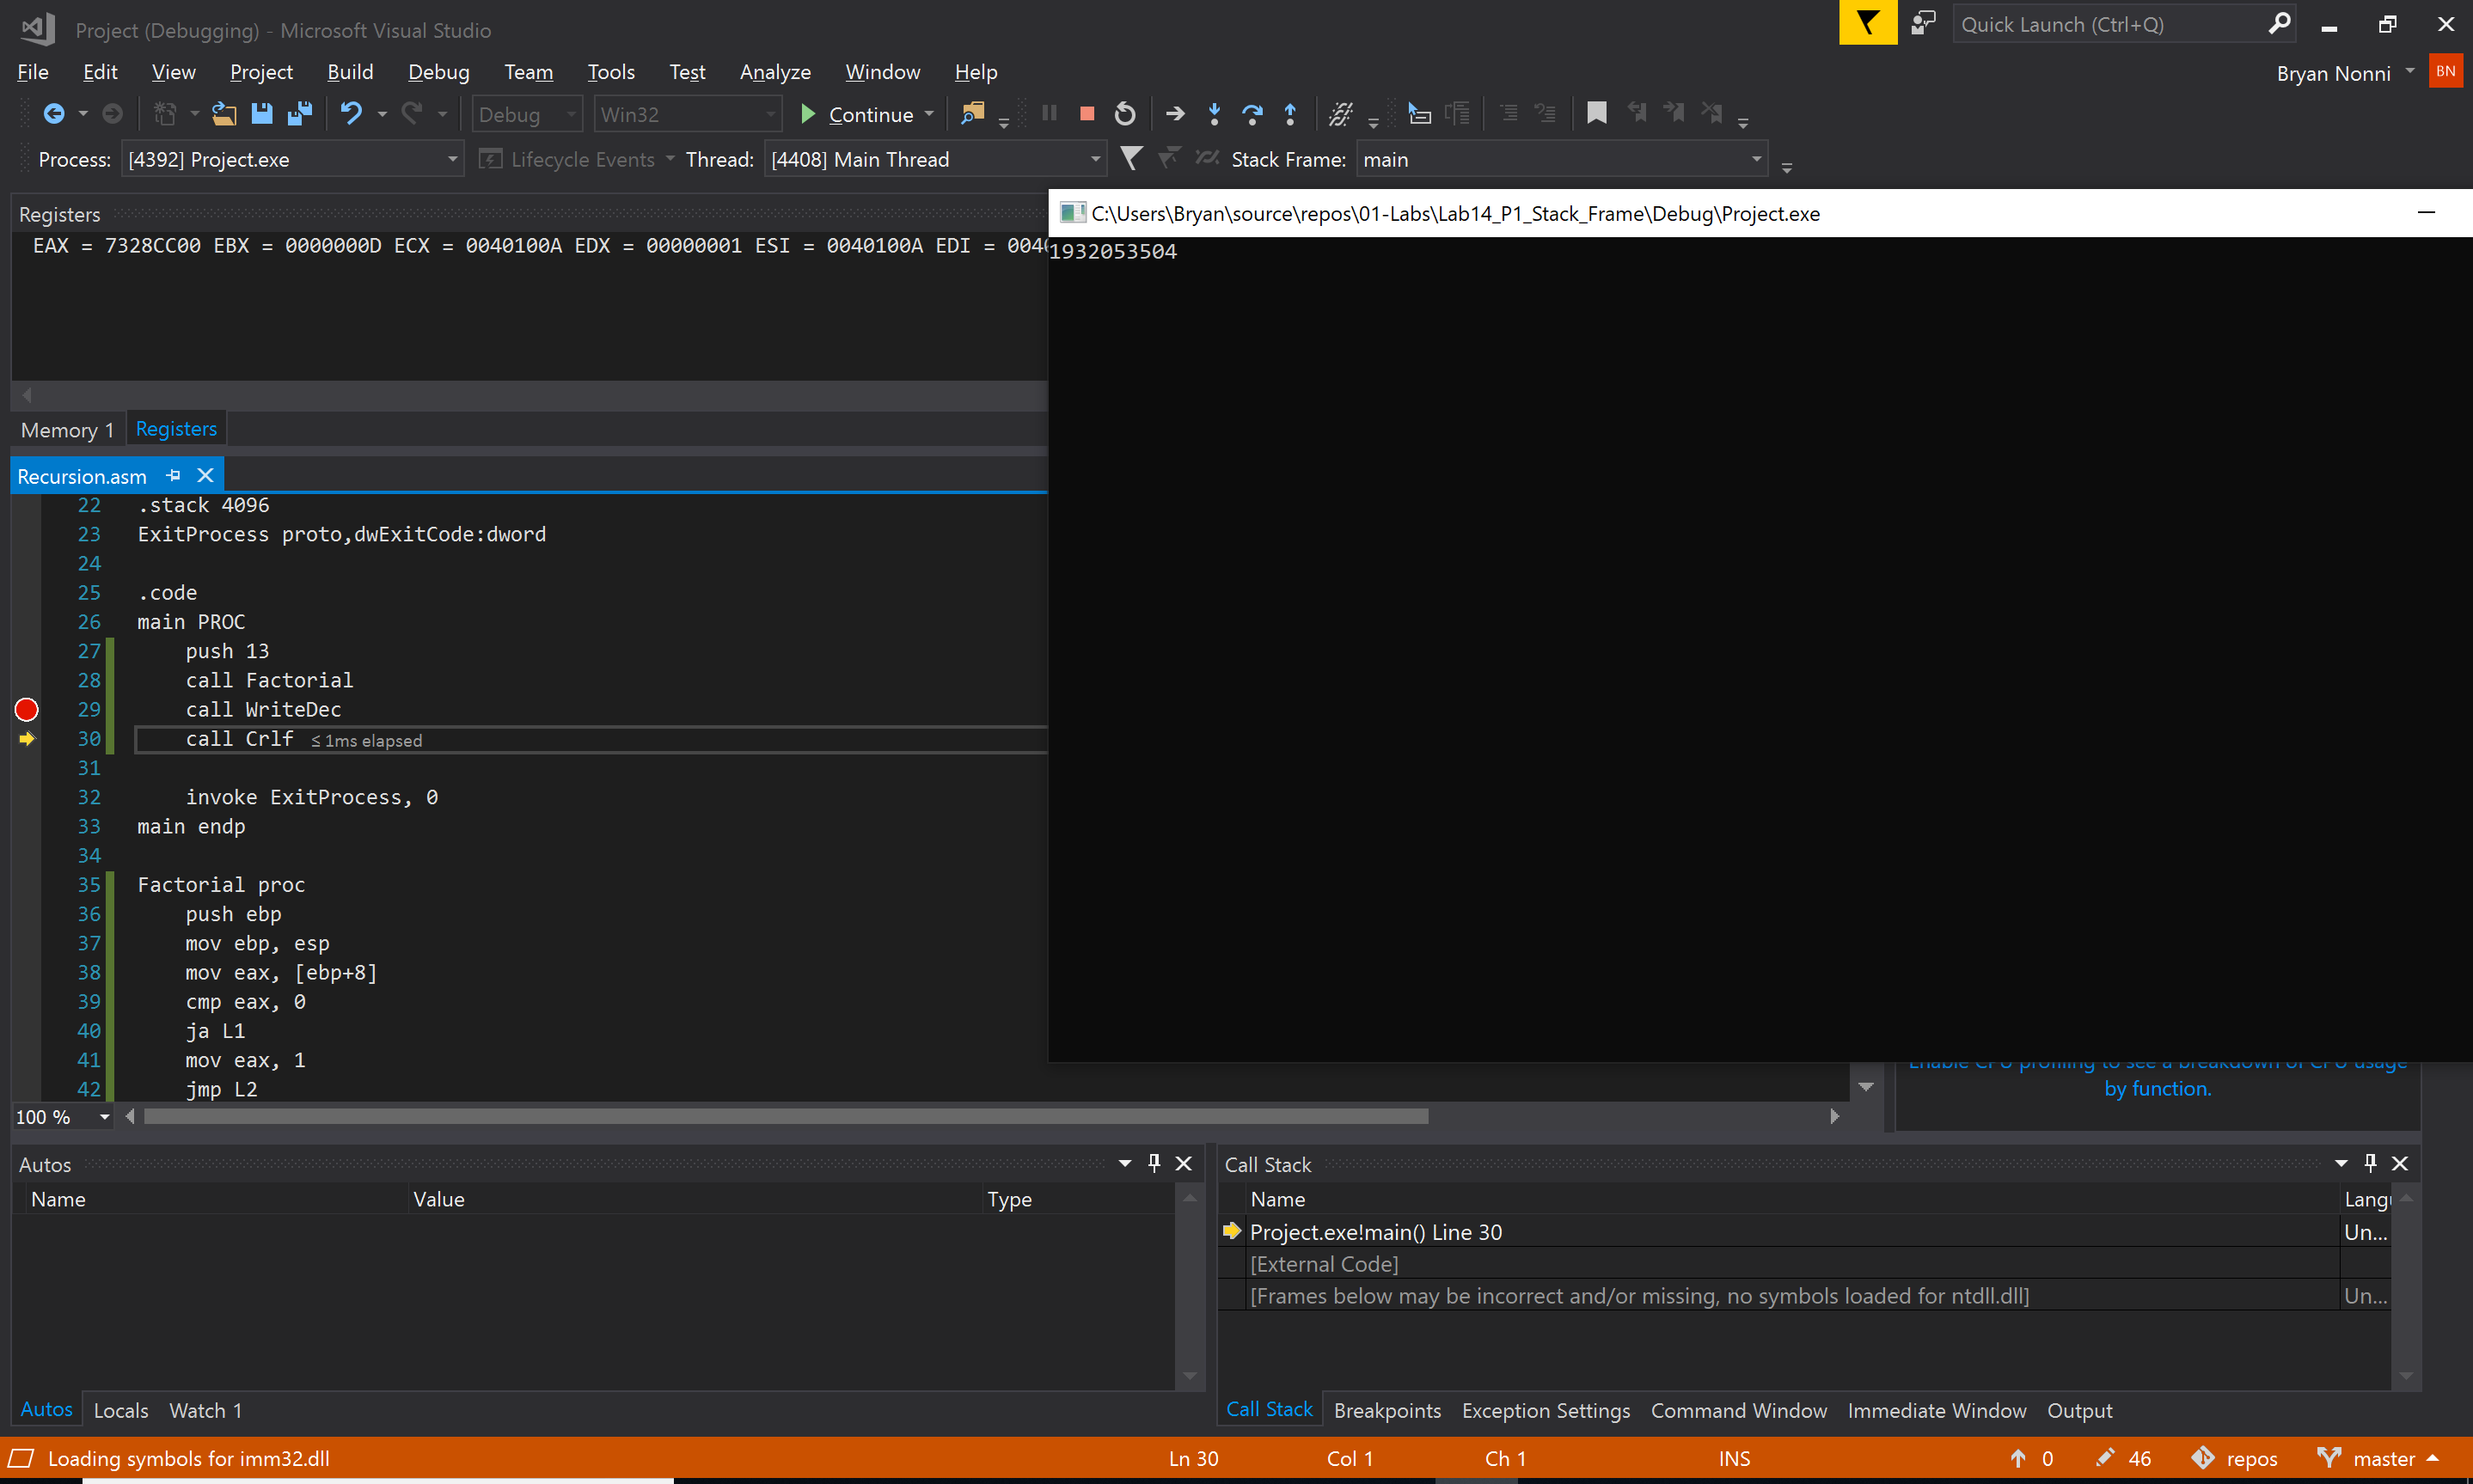 Project (Debugging) - Microsoft Visual Studio
Quick Launch (Ctrl+Q)
File Edit View Project Build Debug Team Tools Test Analyze Window Help
Bryan Nonni BN
Debug Win32 Continue
Process: [4392] Project.exe Lifecycle Events Thread: [4408] Main Thread Stack Frame: main
Registers
EAX = 7328CC00 EBX = 0000000D ECX = 0040100A EDX = 00000001 ESI = 0040100A EDI =
C:\Users\Bryan\source\repos\01-Labs\Lab14_P1_Stack_Frame\Debug\Project.exe
1932053504
Memory 1 Registers
Recursion.asm
22 .stack 4096
23 ExitProcess proto,dwExitCode:dword
24
25 .code
26 main PROC
27 push 13
28 call Factorial
29 call WriteDec
30 call Crlf ≤ 1ms elapsed
31
32 invoke ExitProcess, 0
33 main endp
34
35 Factorial proc
36 push ebp
37 mov ebp, esp
38 mov eax, [ebp+8]
39 cmp eax, 0
40 ja L1
41 mov eax, 1
42 jmp L2
Enable CPU profiling to see a breakdown of CPU usage
by function.
100 %
Autos
Name Value Type
Autos Locals Watch 1
Call Stack
Name Langu
Project.exe!main() Line 30 Un...
[External Code]
[Frames below may be incorrect and/or missing, no symbols loaded for ntdll.dll] Un...
Call Stack Breakpoints Exception Settings Command Window Immediate Window Output
Loading symbols for imm32.dll Ln 30 Col 1 Ch 1 INS 0 46 repos master